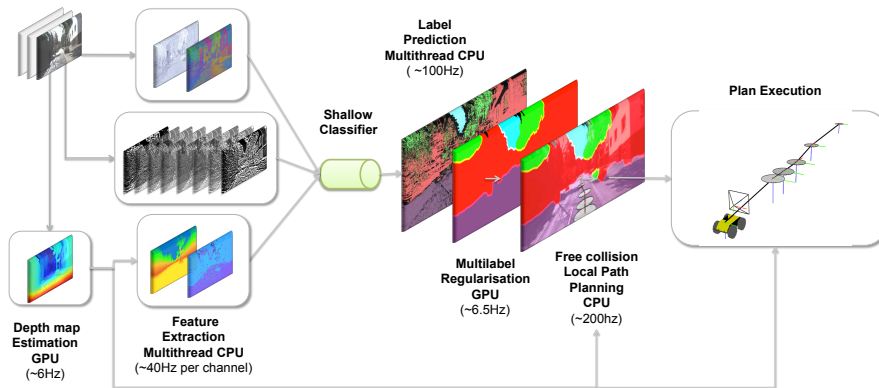 Label
Prediction
Multithread CPU
( ~100Hz)
Plan Execution
Shallow
Classifier
Multilabel
Regularisation
GPU
(~6.5Hz)
Free collision
Local Path
Planning
CPU
(~200hz)
Depth map
Estimation
GPU
(~6Hz)
Feature
Extraction
Multithread CPU
(~40Hz per channel)